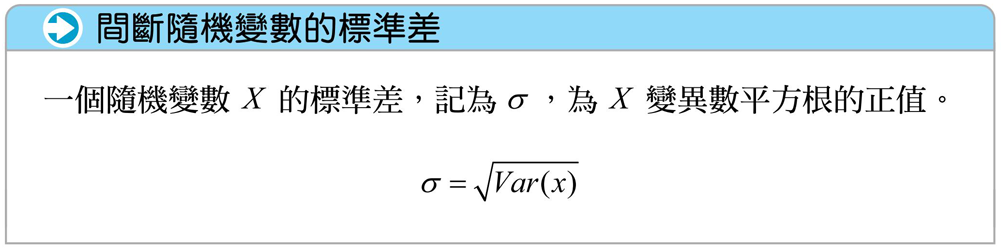 間斷隨機變數的標準差
一個隨機變數 X 的標準差，記為 σ ，為 X 變異數平方根的正值。
σ = √Var(x)